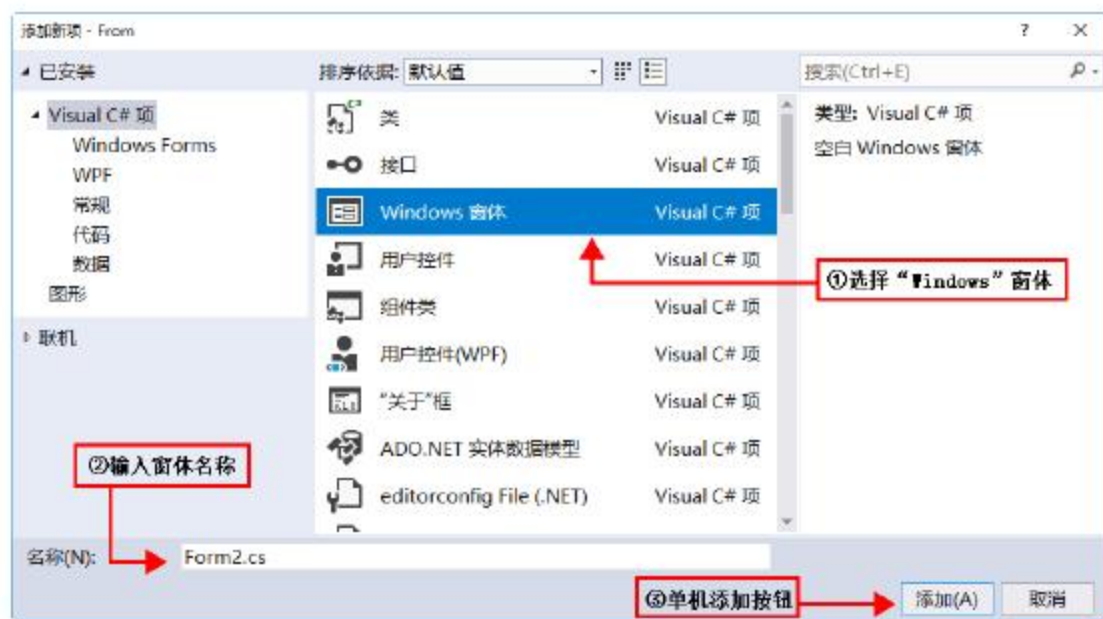 添加新项 - From
? ×
已安装
排序依据: 默认值
搜索(Ctrl+E)
Visual C# 项
Windows Forms
WPF
常规
代码
数据
图形
联机
类 Visual C# 项
接口 Visual C# 项
Windows 窗体 Visual C# 项
用户控件 Visual C# 项
组件类 Visual C# 项
用户控件(WPF) Visual C# 项
"关于"框 Visual C# 项
ADO.NET 实体数据模型 Visual C# 项
editorconfig File (.NET) Visual C# 项
类型: Visual C# 项
空白 Windows 窗体
①选择“Windows”窗体
②输入窗体名称
名称(N): Form2.cs
③单机添加按钮
添加(A) 取消